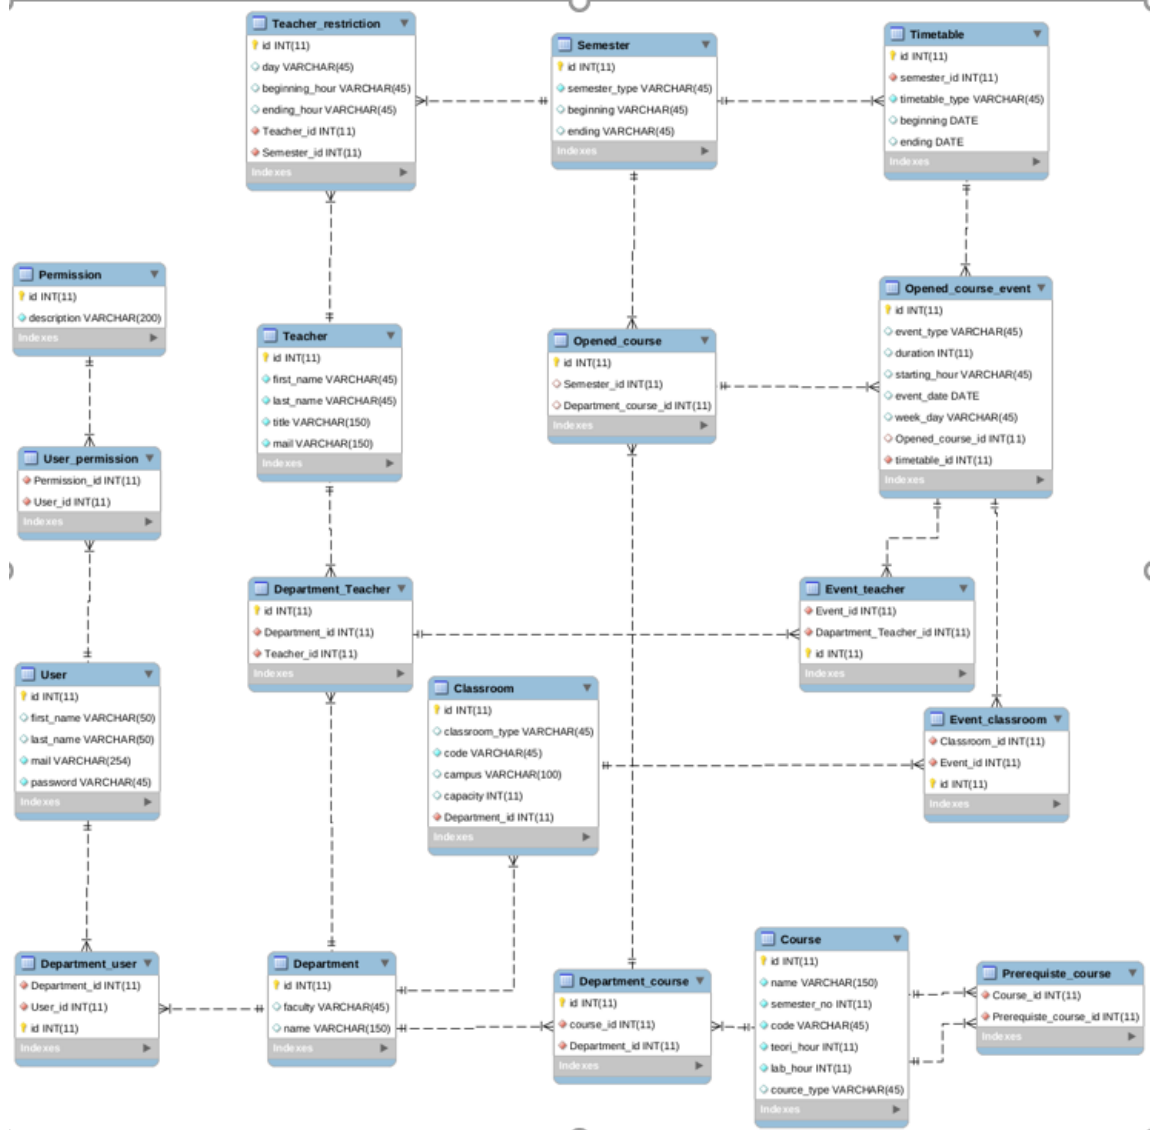 Teacher_restriction
id INT(11)
day VARCHAR(45)
beginning_hour VARCHAR(45)
ending_hour VARCHAR(45)
Teacher_id INT(11)
Semester_id INT(11)
Indexes
Semester
id INT(11)
semester_type VARCHAR(45)
beginning VARCHAR(45)
ending VARCHAR(45)
Indexes
Timetable
id INT(11)
semester_id INT(11)
timetable_type VARCHAR(45)
beginning DATE
ending DATE
Indexes
Permission
id INT(11)
description VARCHAR(200)
Indexes
Teacher
id INT(11)
first_name VARCHAR(45)
last_name VARCHAR(45)
title VARCHAR(150)
mail VARCHAR(150)
Indexes
Opened_course
id INT(11)
Semester_id INT(11)
Department_course_id INT(11)
Indexes
Opened_course_event
id INT(11)
event_type VARCHAR(45)
duration INT(11)
starting_hour VARCHAR(45)
event_date DATE
week_day VARCHAR(45)
Opened_course_id INT(11)
timetable_id INT(11)
Indexes
User_permission
Permission_id INT(11)
User_id INT(11)
Indexes
Department_Teacher
id INT(11)
Department_id INT(11)
Teacher_id INT(11)
Indexes
Event_teacher
Event_id INT(11)
Dapartment_Teacher_id INT(11)
id INT(11)
Indexes
User
id INT(11)
first_name VARCHAR(50)
last_name VARCHAR(50)
mail VARCHAR(254)
password VARCHAR(45)
Indexes
Classroom
id INT(11)
classroom_type VARCHAR(45)
code VARCHAR(45)
campus VARCHAR(100)
capacity INT(11)
Department_id INT(11)
Indexes
Event_classroom
Classroom_id INT(11)
Event_id INT(11)
id INT(11)
Indexes
Department_user
Department_id INT(11)
User_id INT(11)
id INT(11)
Indexes
Department
id INT(11)
faculty VARCHAR(45)
name VARCHAR(150)
Indexes
Department_course
id INT(11)
course_id INT(11)
Department_id INT(11)
Indexes
Course
id INT(11)
name VARCHAR(150)
semester_no INT(11)
code VARCHAR(45)
teori_hour INT(11)
lab_hour INT(11)
cource_type VARCHAR(45)
Indexes
Prerequiste_course
Course_id INT(11)
Prerequiste_course_id INT(11)
Indexes